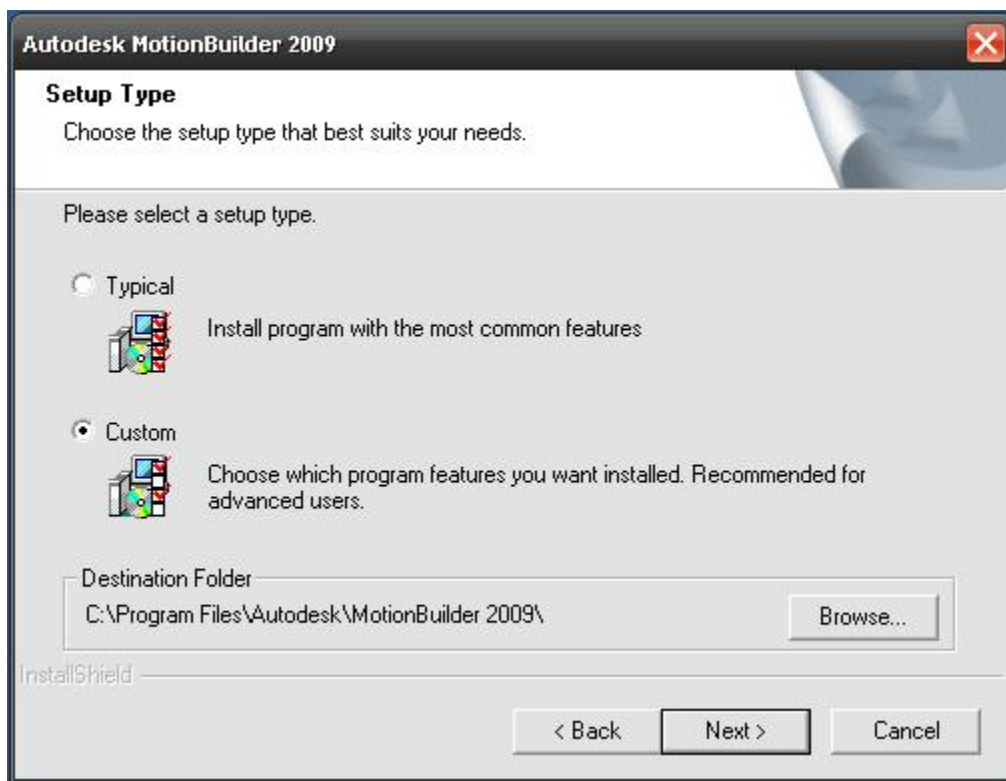 Autodesk MotionBuilder 2009
Setup Type
Choose the setup type that best suits your needs.
Please select a setup type.
Typical
Install program with the most common features
Custom
Choose which program features you want installed. Recommended for
advanced users.
Destination Folder
C:\Program Files\Autodesk\MotionBuilder 2009\
Browse...
InstallShield
< Back
Next >
Cancel